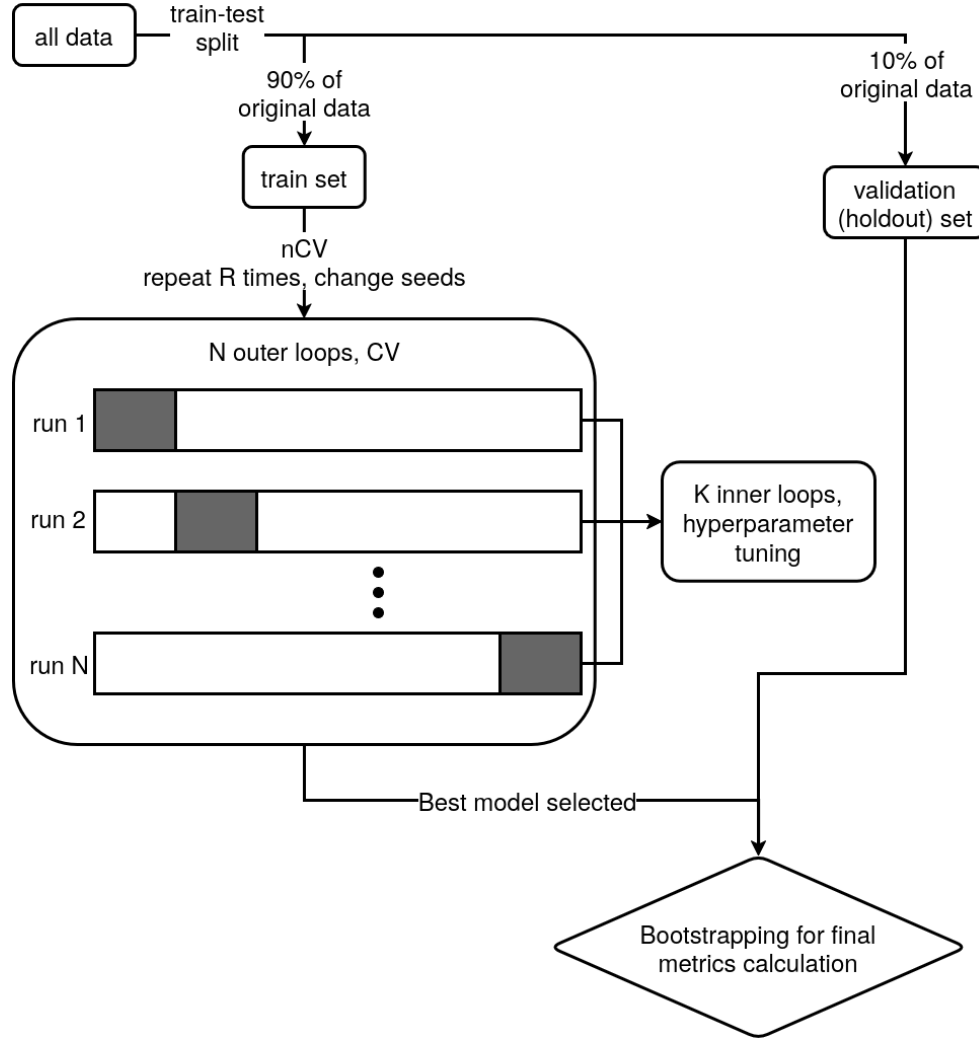 all data
train-test
split
90% of
original data
10% of
original data
train set
validation
(holdout) set
nCV
repeat R times, change seeds
N outer loops, CV
run 1
run 2
K inner loops,
hyperparameter
tuning
run N
Best model selected
Bootstrapping for final
metrics calculation